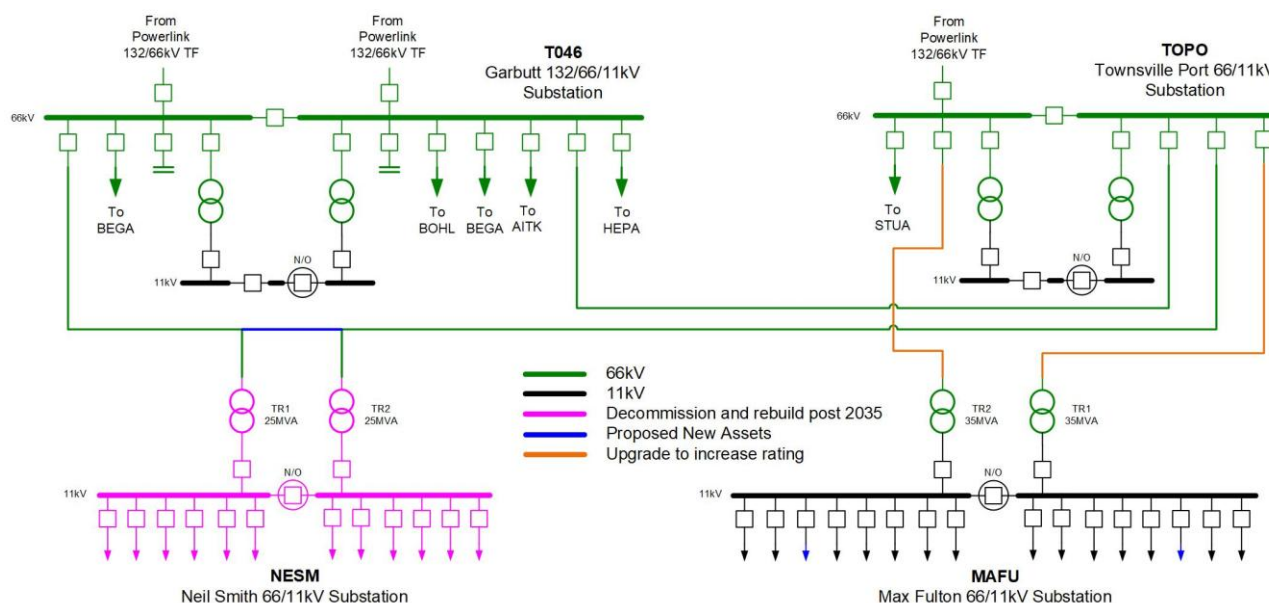 From
Powerlink
132/66kV TF
From
Powerlink
132/66kV TF
T046
Garbutt 132/66/11kV
Substation
From
Powerlink
132/66kV TF
TOPO
Townsville Port 66/11kV
Substation
66kV
66kV
To
BEGA
To
BOHL
To
BEGA
To
AITK
To
HEPA
To
STUA
N/O
N/O
11kV
11kV
66kV
11kV
Decommission and rebuild post 2035
Proposed New Assets
Upgrade to increase rating
TR1
25MVA
TR2
25MVA
TR2
35MVA
TR1
35MVA
N/O
N/O
11kV
11kV
NESM
Neil Smith 66/11kV Substation
MAFU
Max Fulton 66/11kV Substation